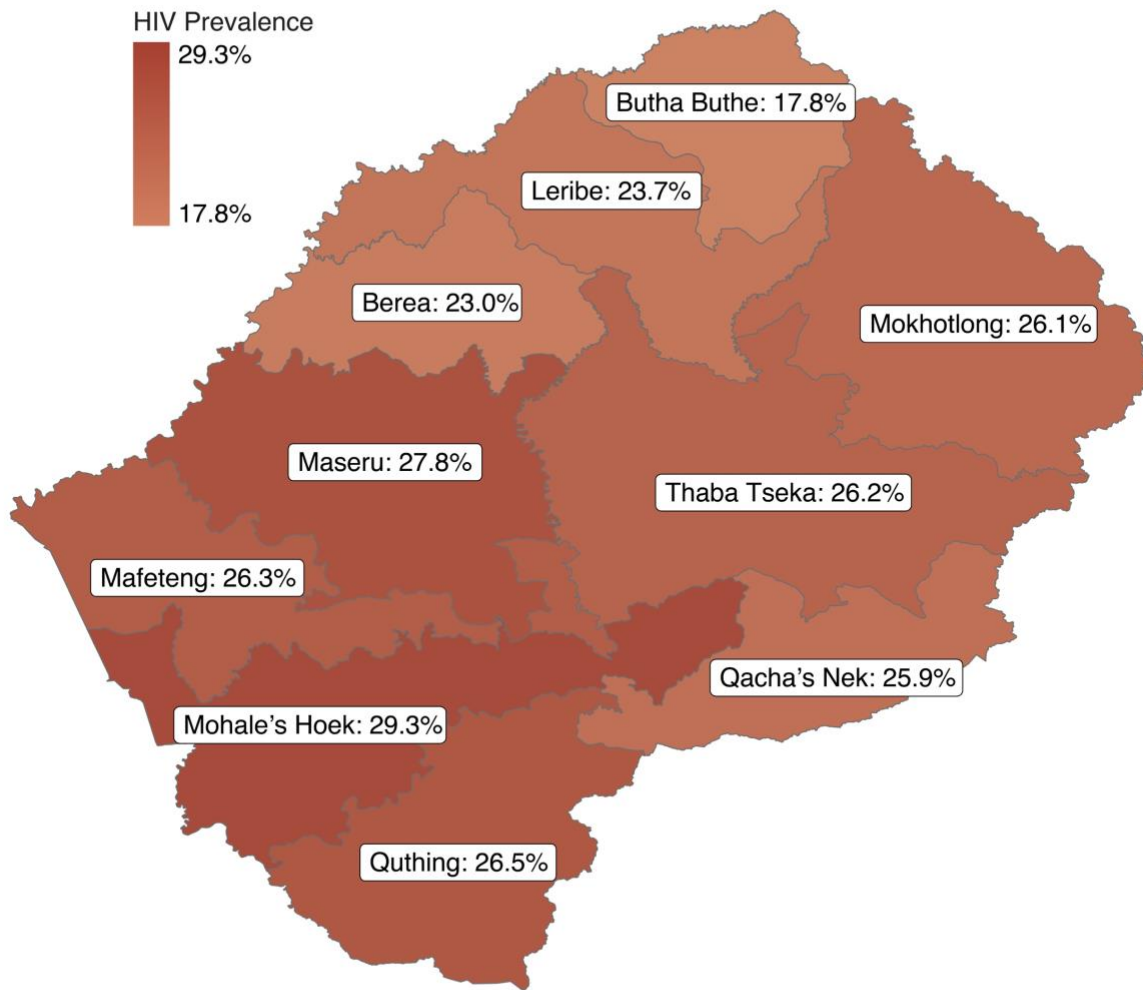 HIV Prevalence
29.3%
17.8%
Butha Buthe: 17.8%
Leribe: 23.7%
Berea: 23.0%
Mokhotlong: 26.1%
Maseru: 27.8%
Thaba Tseka: 26.2%
Mafeteng: 26.3%
Qacha’s Nek: 25.9%
Mohale’s Hoek: 29.3%
Quthing: 26.5%